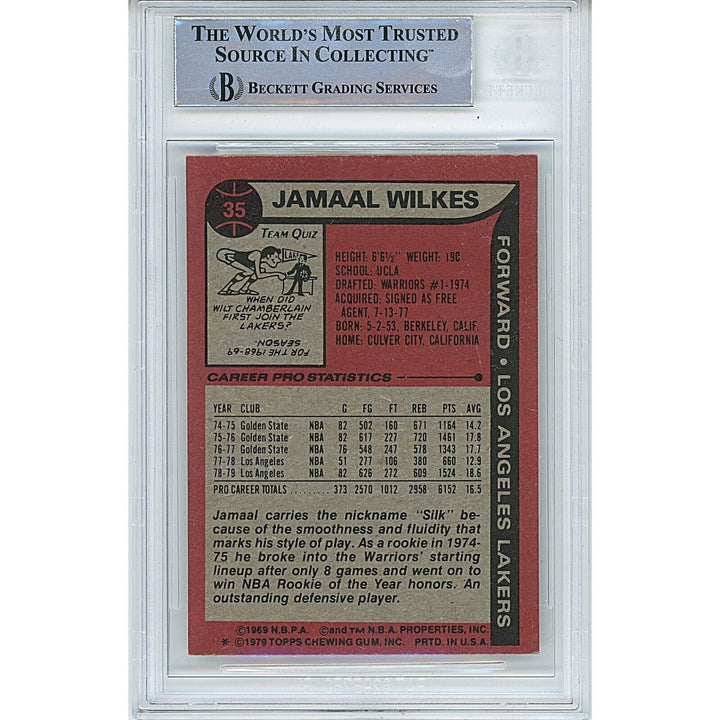 THE WORLD'S MOST TRUSTED
SOURCE IN COLLECTING™
B BECKETT GRADING SERVICES
35
JAMAAL WILKES
FORWARD • LOS ANGELES LAKERS
TEAM QUIZ
LAK
WHEN DID
WILT CHAMBERLAIN
FIRST JOIN THE
LAKERS?
FOR THE 1968-69
SEASON.
HEIGHT: 6'6½" WEIGHT: 190
SCHOOL: UCLA
DRAFTED: WARRIORS #1-1974
ACQUIRED: SIGNED AS FREE
AGENT, 7-13-77
BORN: 5-2-53, BERKELEY, CALIF.
HOME: CULVER CITY, CALIFORNIA
CAREER PRO STATISTICS
YEAR CLUB G FG FT REB PTS AVG
74-75 Golden State NBA 82 502 160 671 1164 14.2
75-76 Golden State NBA 82 617 227 720 1461 17.8
76-77 Golden State NBA 76 548 247 578 1343 17.7
77-78 Los Angeles NBA 51 277 106 380 660 12.9
78-79 Los Angeles NBA 82 626 272 609 1524 18.6
PRO CAREER TOTALS .......... 373 2570 1012 2958 6152 16.5
Jamaal carries the nickname "Silk" be-
cause of the smoothness and fluidity that
marks his style of play. As a rookie in 1974-
75 he broke into the Warriors' starting
lineup after only 8 games and went on to
win NBA Rookie of the Year honors. An
outstanding defensive player.
©1969 N.B.P.A. ©and TM N.B.A. PROPERTIES, INC.
* ©1979 TOPPS CHEWING GUM, INC. PRTD. IN U.S.A.